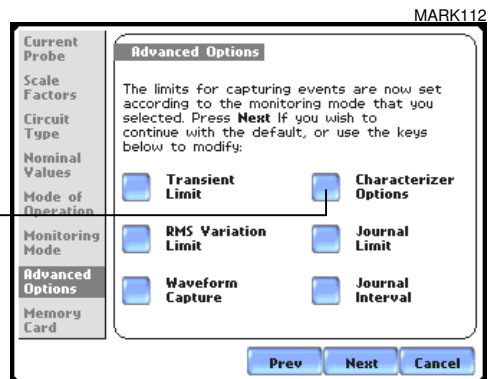 MARK112
Current
Probe
Scale
Factors
Circuit
Type
Nominal
Values
Mode of
Operation
Monitoring
Mode
Advanced
Options
Memory
Card
Advanced Options
The limits for capturing events are now set
according to the monitoring mode that you
selected. Press Next If you wish to
continue with the default, or use the keys
below to modify:
Transient
Limit
Characterizer
Options
RMS Variation
Limit
Journal
Limit
Waveform
Capture
Journal
Interval
Prev
Next
Cancel